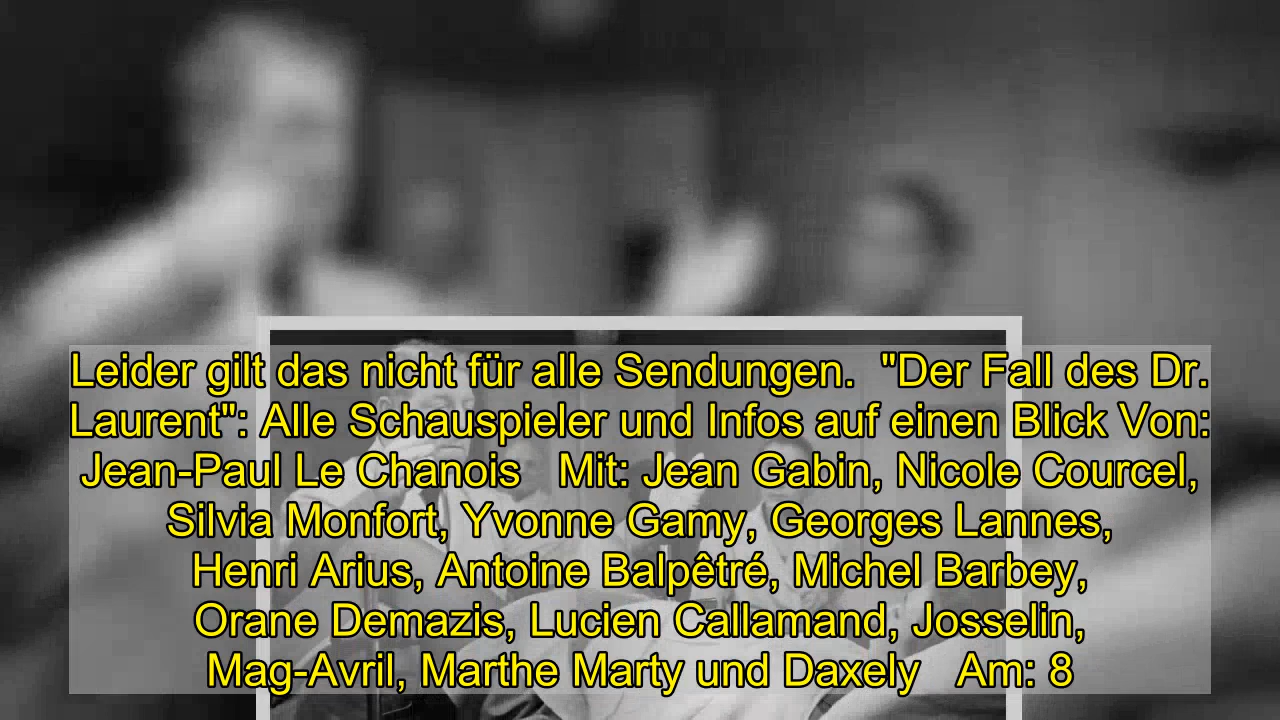 Leider gilt das nicht für alle Sendungen.  "Der Fall des Dr.
Laurent": Alle Schauspieler und Infos auf einen Blick Von:
Jean-Paul Le Chanois   Mit: Jean Gabin, Nicole Courcel,
Silvia Monfort, Yvonne Gamy, Georges Lannes,
Henri Arius, Antoine Balpêtré, Michel Barbey,
Orane Demazis, Lucien Callamand, Josselin,
Mag-Avril, Marthe Marty und Daxely   Am: 8